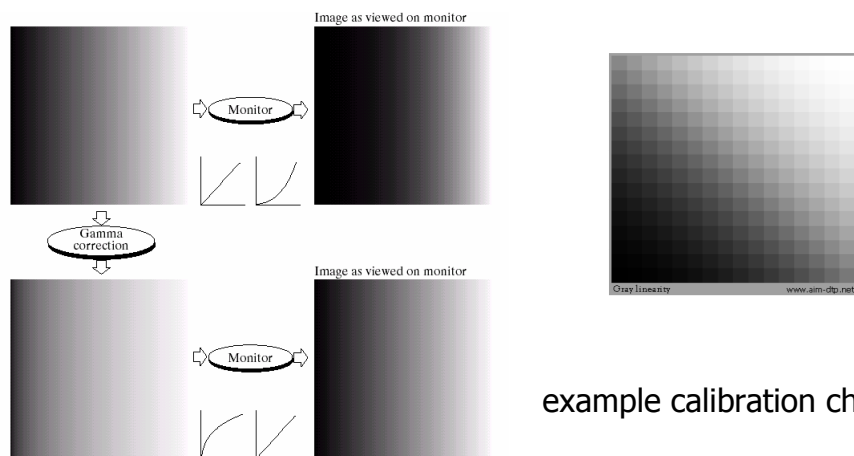 Image as viewed on monitor
Monitor
Gamma
correction
Image as viewed on monitor
Monitor
Gray linearity www.aim-dtp.net
example calibration ch